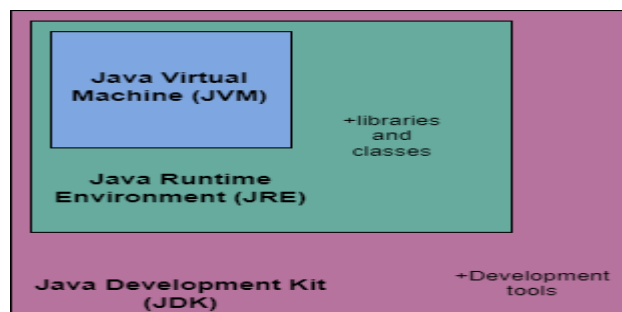 Java Virtual
Machine (JVM)
+libraries
and
classes
Java Runtime
Environment (JRE)
Java Development Kit
(JDK)
+Development
tools